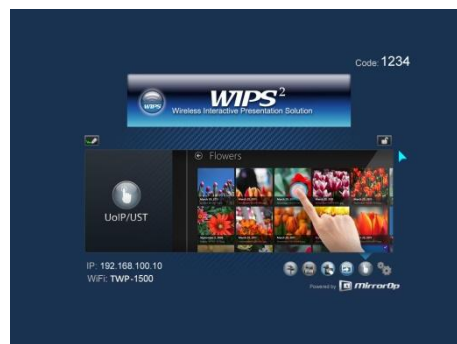 Code: 1234
WiPS
WIPS2
Wireless Interactive Presentation Solution
Flowers
UoIP/UST
IP: 192.168.100.10
WiFi: TWP-1500
Powered by MirrorOp